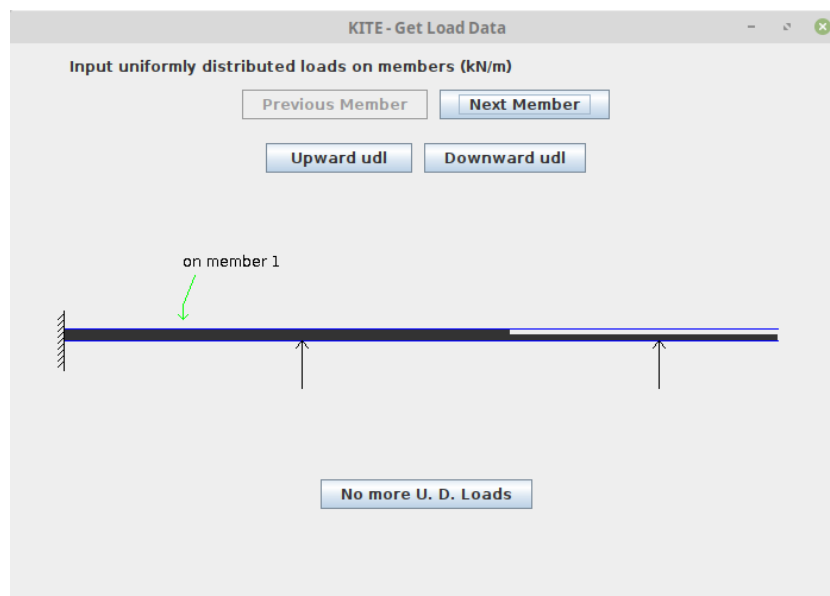 KITE - Get Load Data
Input uniformly distributed loads on members (kN/m)
Previous Member Next Member
Upward udl Downward udl
on member 1
No more U. D. Loads